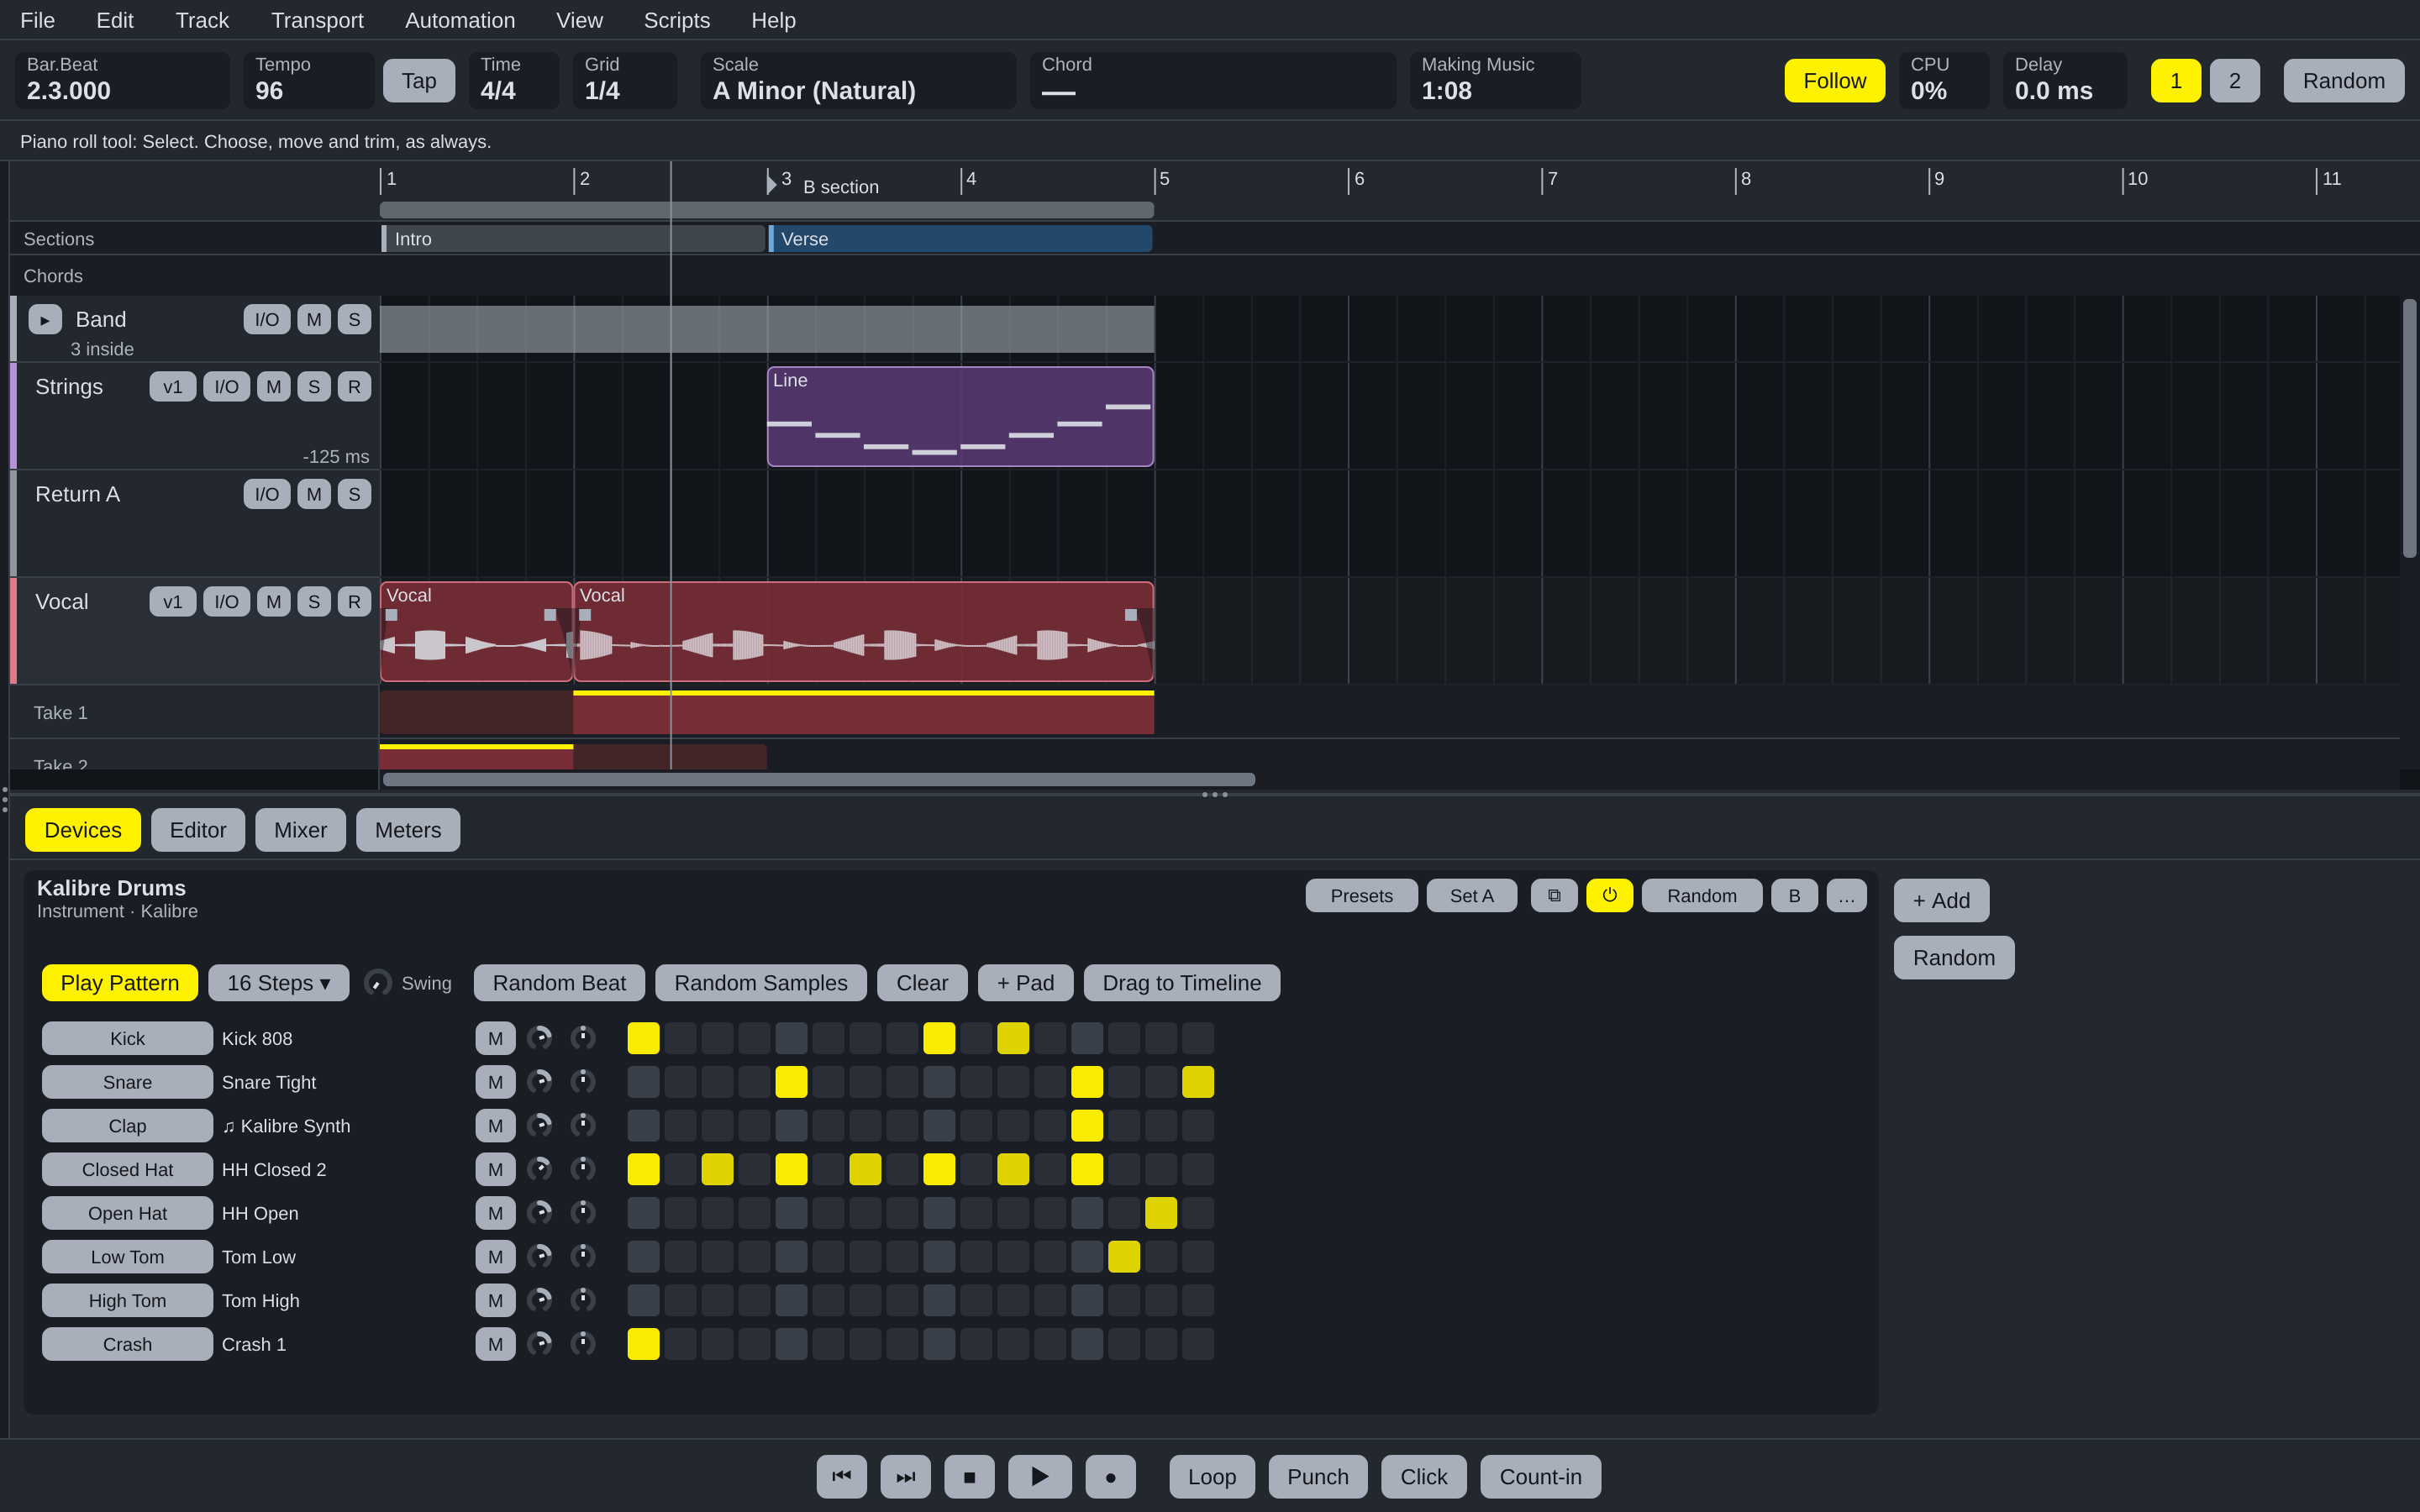 File Edit Track Transport Automation View Scripts Help
Bar.Beat Tempo Time Grid Scale Chord Making Music CPU Delay
2.3.000 96 Tap 4/4 1/4 A Minor (Natural) — 1:08 Follow 0% 0.0 ms 1 2 Random
Piano roll tool: Select. Choose, move and trim, as always.
1 2 3 B section 4 5 6 7 8 9 10 11
Sections Intro Verse
Chords
▸ Band I/O M S
3 inside
Strings v1 I/O M S R Line
-125 ms
Return A I/O M S
Vocal v1 I/O M S R Vocal Vocal
Take 1
Take 2
Devices Editor Mixer Meters
Kalibre Drums Presets Set A Random B … + Add
Instrument · Kalibre
Random
Play Pattern 16 Steps ▾ Swing Random Beat Random Samples Clear + Pad Drag to Timeline
Kick Kick 808 M
Snare Snare Tight M
Clap ♫ Kalibre Synth M
Closed Hat HH Closed 2 M
Open Hat HH Open M
Low Tom Tom Low M
High Tom Tom High M
Crash Crash 1 M
Loop Punch Click Count-in